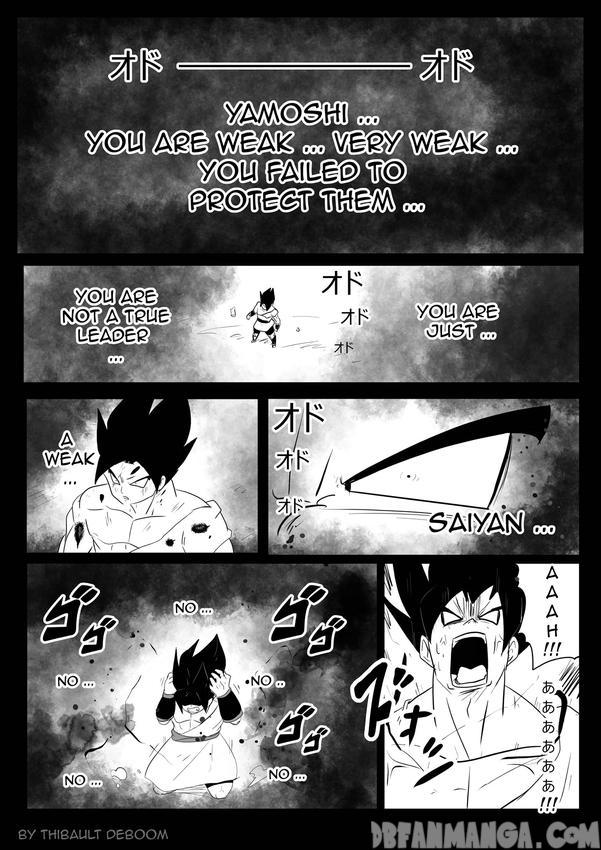 オド ―――――― オド
YAMOSHI ...
YOU ARE WEAK ... VERY WEAK ...
YOU FAILED TO
PROTECT THEM ...
YOU ARE
NOT A TRUE
LEADER
...
オド
オド
オド
YOU ARE
JUST ...
A
WEAK
...
オド
オド
オド
SAIYAN ...
ゴゴ
NO ...
ゴゴ
NO ...
NO ..
NO ...
NO ...
ゴゴ
AAAH!!!
ドドド
ああああああ!!!
BY THIBAULT DEBOOM
DBFANMANGA.COM